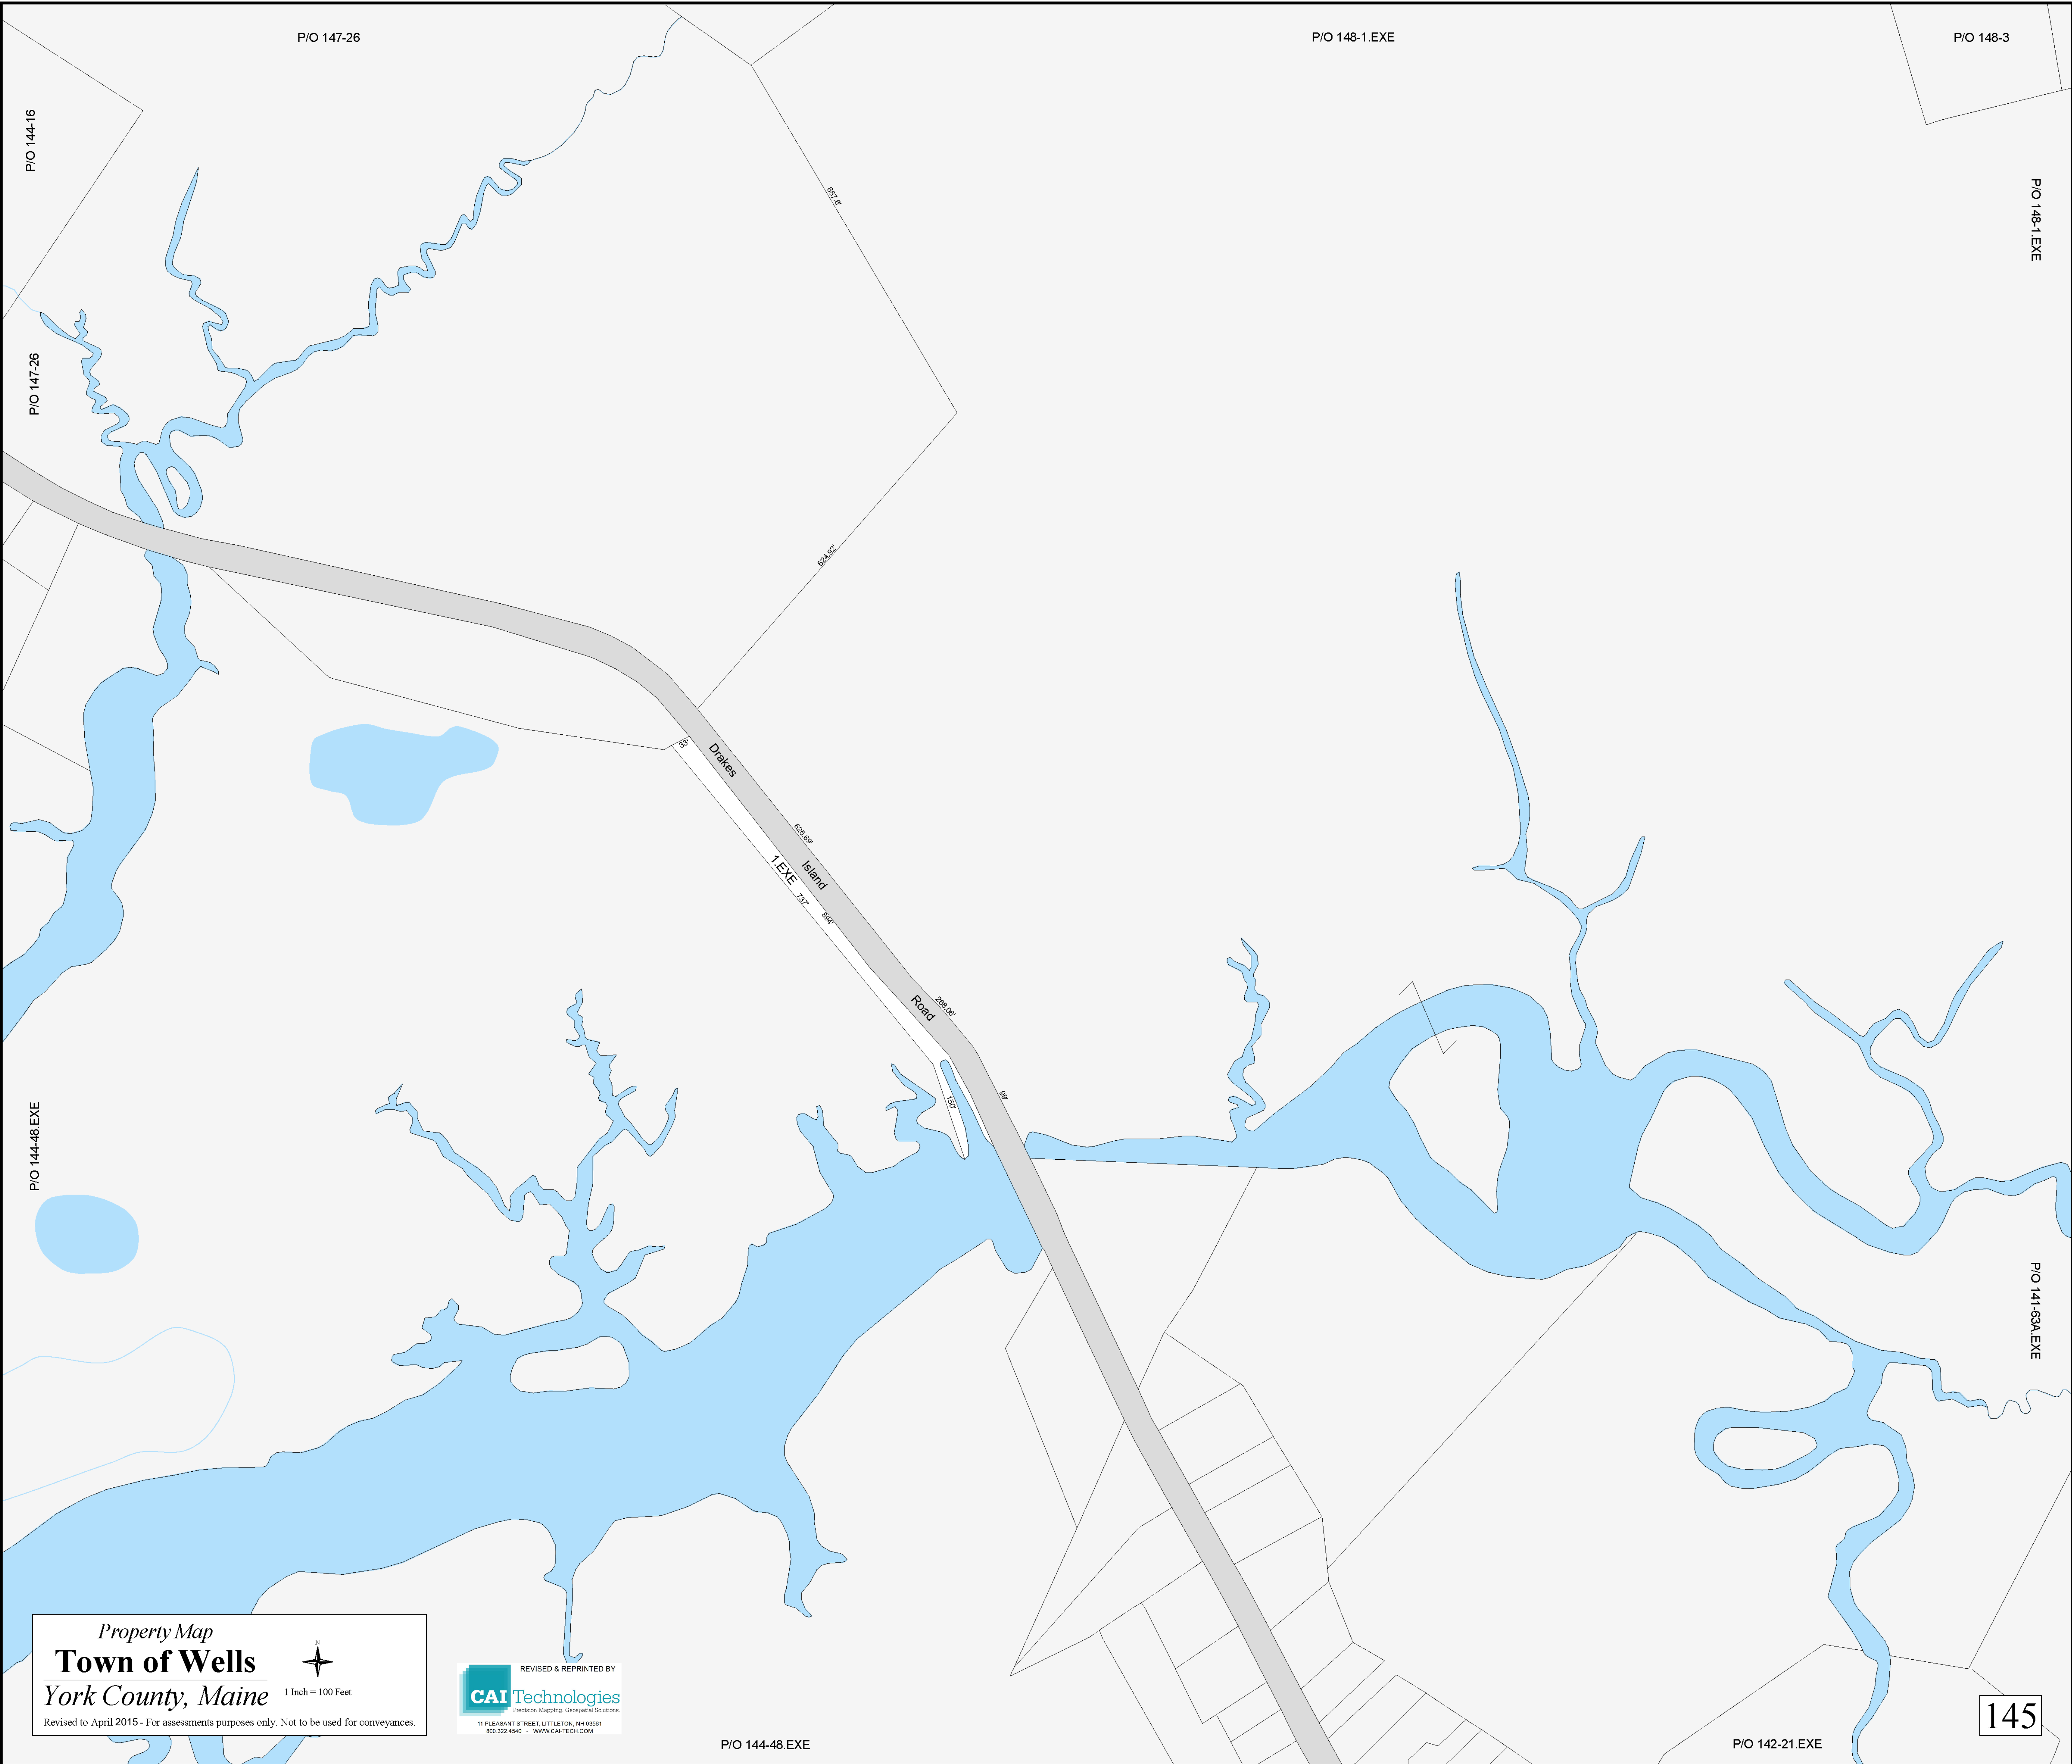 P/O 147-26
P/O 148-1.EXE
P/O 148-3
P/O 144-16
P/O 148-1.EXE
657.6'
P/O 147-26
624.92'
33'
Drakes
625.69'
1.EXE
Island
737'
894'
Road
268.06'
99'
150'
P/O 144-48.EXE
P/O 141-63A.EXE
Property Map
Town of Wells
York County, Maine
N
1 Inch = 100 Feet
Revised to April 2015 - For assessments purposes only. Not to be used for conveyances.
REVISED & REPRINTED BY
CAI Technologies
Precision Mapping. Geospatial Solutions.
11 PLEASANT STREET, LITTLETON, NH 03561
800.322.4540 - WWW.CAI-TECH.COM
P/O 144-48.EXE
P/O 142-21.EXE
145